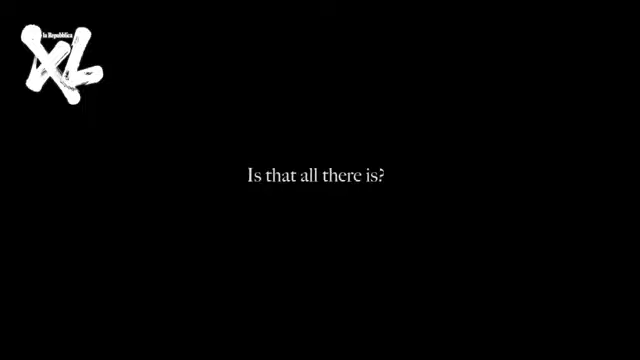 la Repubblica
XL
Is that all there is?